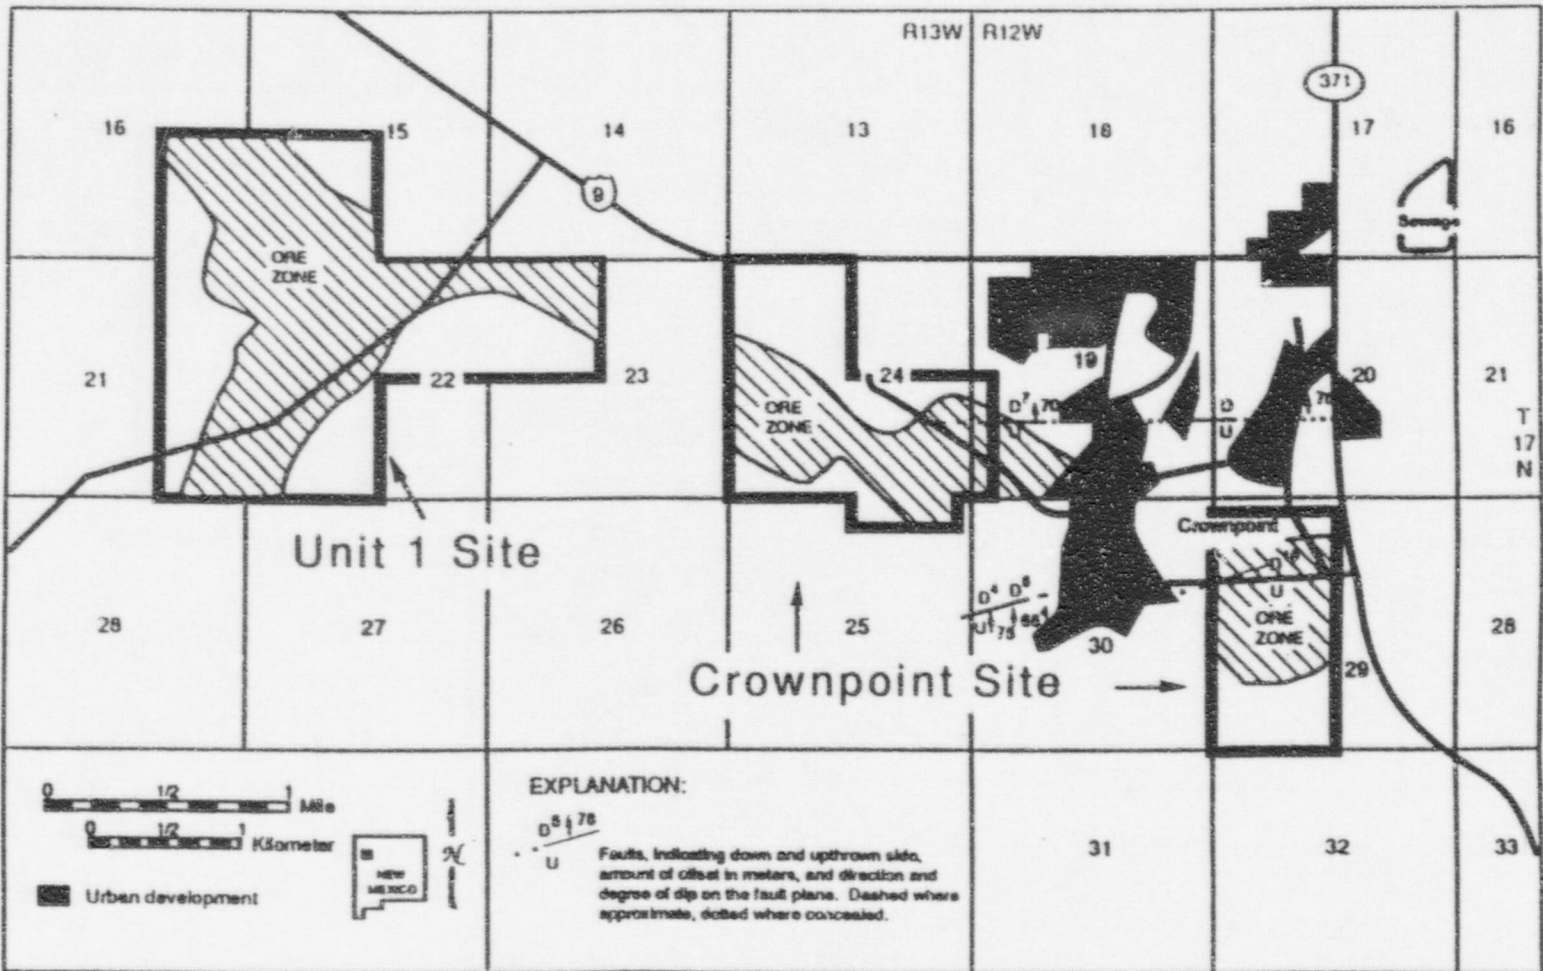 R13W R12W
371
16 15 14 13 18 17 16
9
Sewage
ORE
ZONE
21 22 23 24 19 20 21
ORE
ZONE
D7 70
D
U
T
17
N
Crownpoint
Unit 1 Site
D
U
D4 D
U 75
28 27 26 25 30 29 28
ORE
ZONE
Crownpoint Site
0 1/2 1
Mile
0 1/2 1
Kilometer
Urban development
NEW
MEXICO
N
EXPLANATION:
D5 78
U
Faults, indicating down and upthrown side,
amount of offset in meters, and direction and
degree of dip on the fault plane. Dashed where
approximate, dotted where concealed.
31 32 33